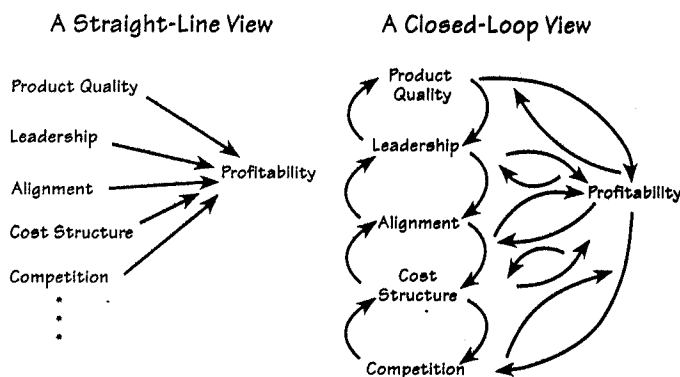 A Straight-Line View
Product Quality
Leadership
Alignment
Cost Structure
Competition
Profitability
A Closed-Loop View
Product
Quality
Leadership
Alignment
Cost
Structure
Competition
Profitability